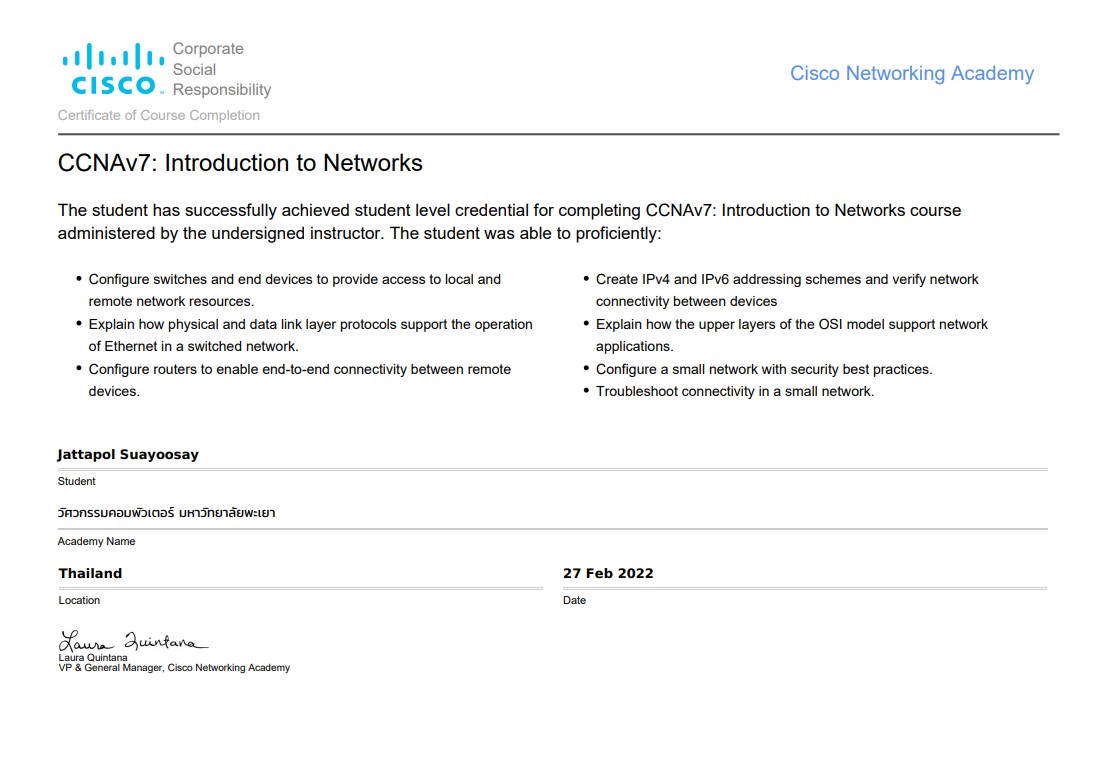 Corporate
Social
CISCO Responsibility
Cisco Networking Academy
Certificate of Course Completion
CCNAv7: Introduction to Networks
The student has successfully achieved student level credential for completing CCNAv7: Introduction to Networks course
administered by the undersigned instructor. The student was able to proficiently:
• Configure switches and end devices to provide access to local and
remote network resources.
• Explain how physical and data link layer protocols support the operation
of Ethernet in a switched network.
• Configure routers to enable end-to-end connectivity between remote
devices.
• Create IPv4 and IPv6 addressing schemes and verify network
connectivity between devices
• Explain how the upper layers of the OSI model support network
applications.
• Configure a small network with security best practices.
• Troubleshoot connectivity in a small network.
Jattapol Suayoosay
Student
วัศวกรรมคอมพัวเตอร์ มหาวัทยาลัยพะเยา
Academy Name
Thailand
Location
27 Feb 2022
Date
Laura Quintana
Laura Quintana
VP & General Manager, Cisco Networking Academy